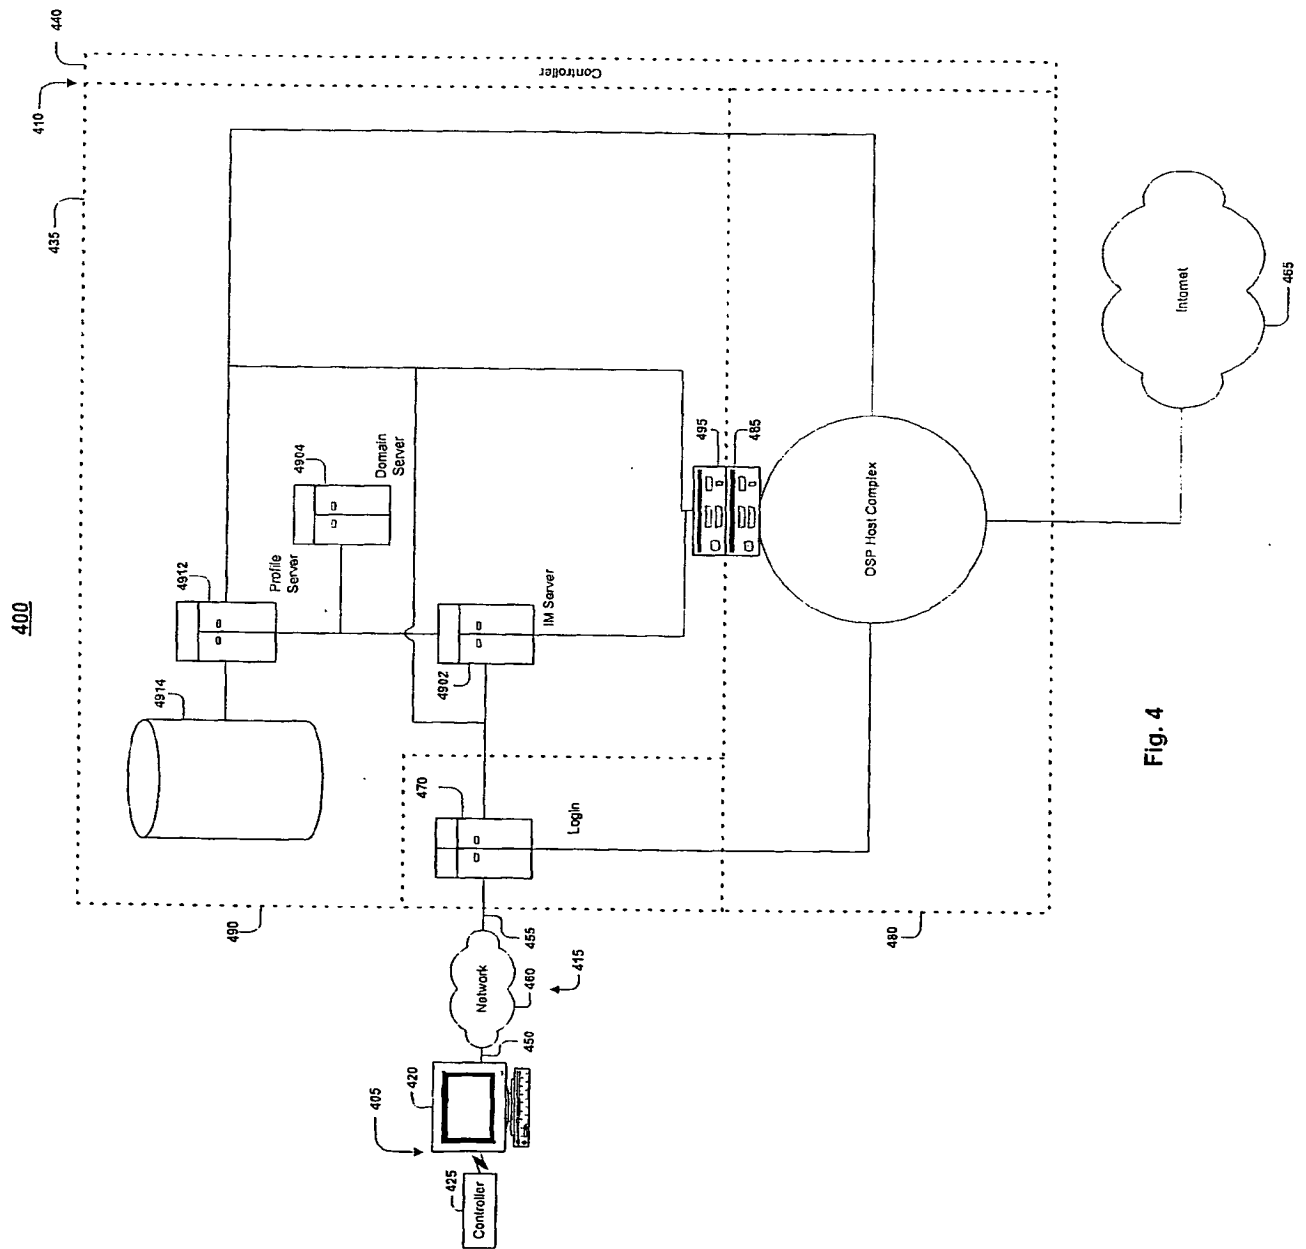 400
410
440
Controller
435
4914
4912
Profile
Server
4904
Domain
Server
490
470
Login
4902
IM Server
495
485
OSP Host Complex
480
465
Internet
405
420
425
Controller
450
Network
460
455
415
Fig. 4